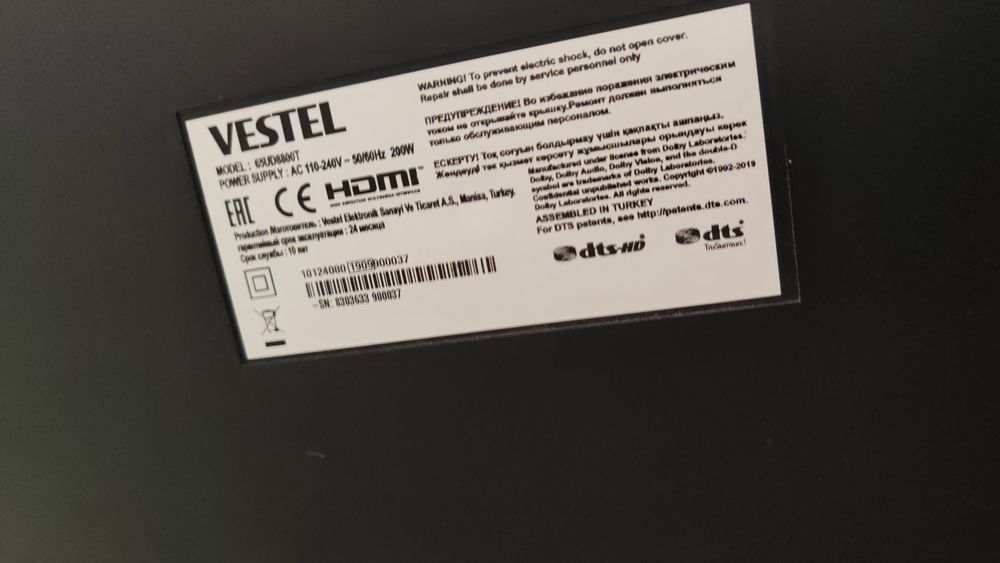 VESTEL
MODEL : 65UD8800T
POWER SUPPLY : AC 110-240V ~ 50/60Hz 200W
EAC CE HDMI
Production Изготовитель : Vestel Elektronik Sanayi Ve Ticaret A.S., Manisa, Turkey.
гарантийный срок эксплуатации : 24 месяца
Срок службы : 10 лет
10124080 1909000037
SN: 8303633 900037
WARNING! To prevent electric shock, do not open cover.
Repair shall be done by service personnel only
ПРЕДУПРЕЖДЕНИЕ! Во избежание поражения электрическим
током не открывайте крышку.Ремонт должен выполняться
только обслуживающим персоналом.
ЕСКЕРТУ! Тоқ соғуын болдырмау үшін қақпақты ашпаңыз.
Жөндеуді тек қызмет көрсету жұмысшылары орындауы керек
Manufactured under license from Dolby Laboratories.
Dolby, Dolby Audio, Dolby Vision, and the double-D
symbol are trademarks of Dolby Laboratories.
Confidential unpublished works. Copyright ©1992-2019
Dolby Laboratories. All rights reserved.
ASSEMBLED IN TURKEY
For DTS patents, see http://patents.dts.com.
dts-HD
dts
TruSurround